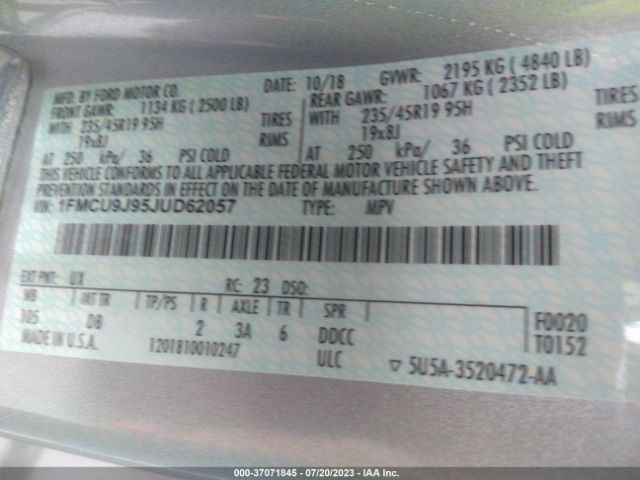 MFD. BY FORD MOTOR CO. DATE: 10/18 GVWR: 2195 KG ( 4840 LB)
FRONT GAWR: 1134 KG ( 2500 LB) REAR GAWR: 1067 KG ( 2352 LB)
WITH 235/45R19 95H TIRES WITH 235/45R19 95H TIRES
19x8J RIMS 19x8J RIMS
AT 250 kPa/ 36 PSI COLD AT 250 kPa/ 36 PSI COLD
THIS VEHICLE CONFORMS TO ALL APPLICABLE FEDERAL MOTOR VEHICLE SAFETY AND THEFT
PREVENTION STANDARDS IN EFFECT ON THE DATE OF MANUFACTURE SHOWN ABOVE.
VIN: 1FMCU9J95JUD62057 TYPE: MPV
EXT PNT: UX RC: 23 DSO:
WB INT TR TP/PS R AXLE TR SPR
105 DB 2 3A 6 DDCC F0020
MADE IN U.S.A. 1201810010247 ULC T0152
▽ 5U5A-3520472-AA
000-37071845 - 07/20/2023 - IAA Inc.